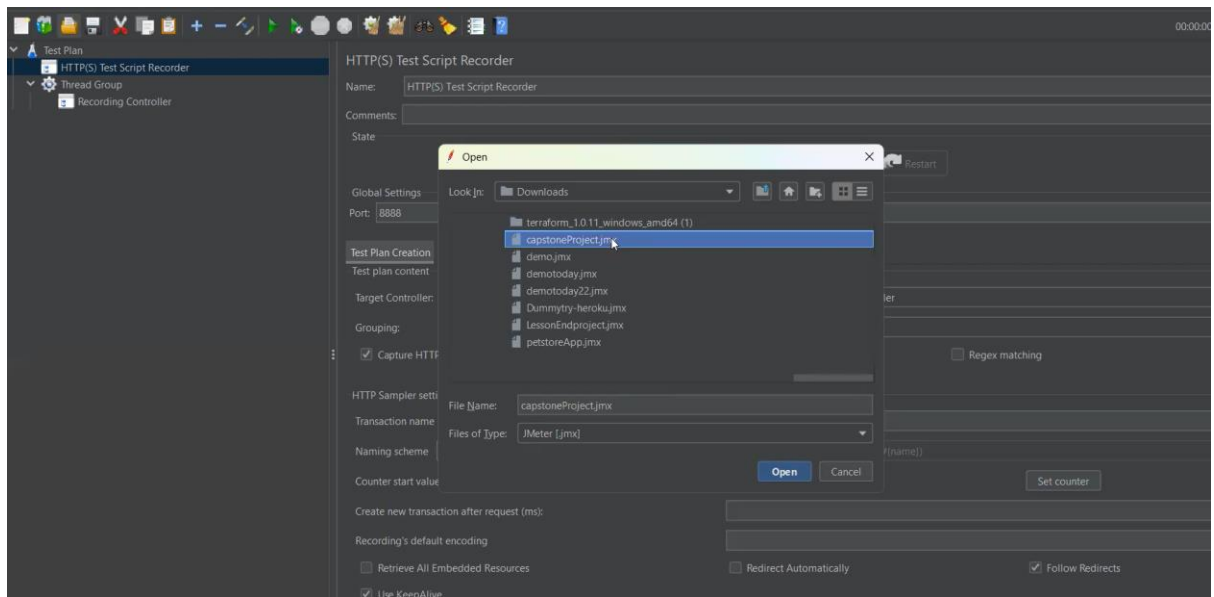 00:00:00
Test Plan
HTTP(S) Test Script Recorder
Thread Group
Recording Controller
HTTP(S) Test Script Recorder
Name: HTTP(S) Test Script Recorder
Comments:
State
Restart
Global Settings
Port: 8888
Test Plan Creation
Test plan content
Target Controller:
Grouping:
Capture HTTP
Regex matching
HTTP Sampler setti
Transaction name
Naming scheme #{name})
Counter start value
Set counter
Create new transaction after request (ms):
Recording's default encoding
Retrieve All Embedded Resources
Redirect Automatically
Follow Redirects
Use KeepAlive
Open
Look In: Downloads
terraform_1.0.11_windows_amd64 (1)
capstoneProject.jmx
demo.jmx
demotoday.jmx
demotoday22.jmx
Dummytry-heroku.jmx
LessonEndproject.jmx
petstoreApp.jmx
File Name: capstoneProject.jmx
Files of Type: JMeter [.jmx]
Open
Cancel